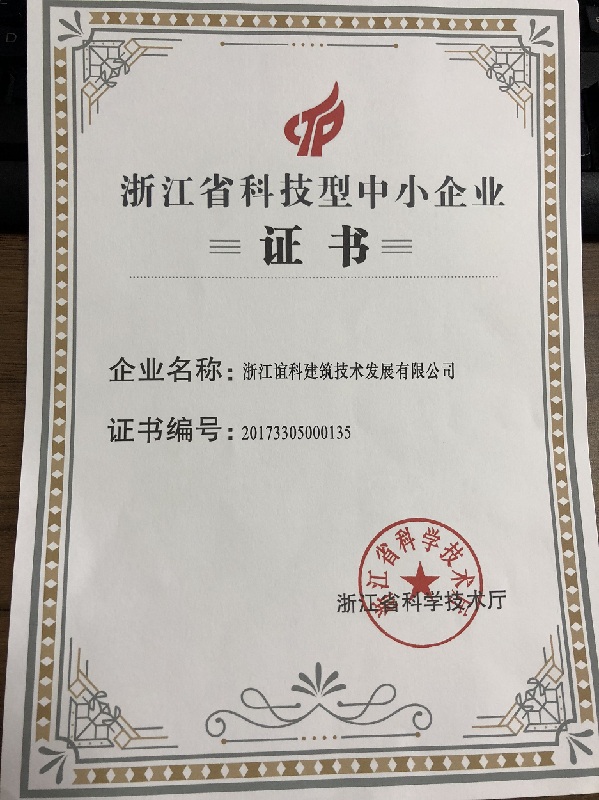 浙江省科技型中小企业
证书
企业名称：浙江谊科建筑技术发展有限公司
证书编号：20173305000135
浙江省科学技术厅
浙江省科学技术厅